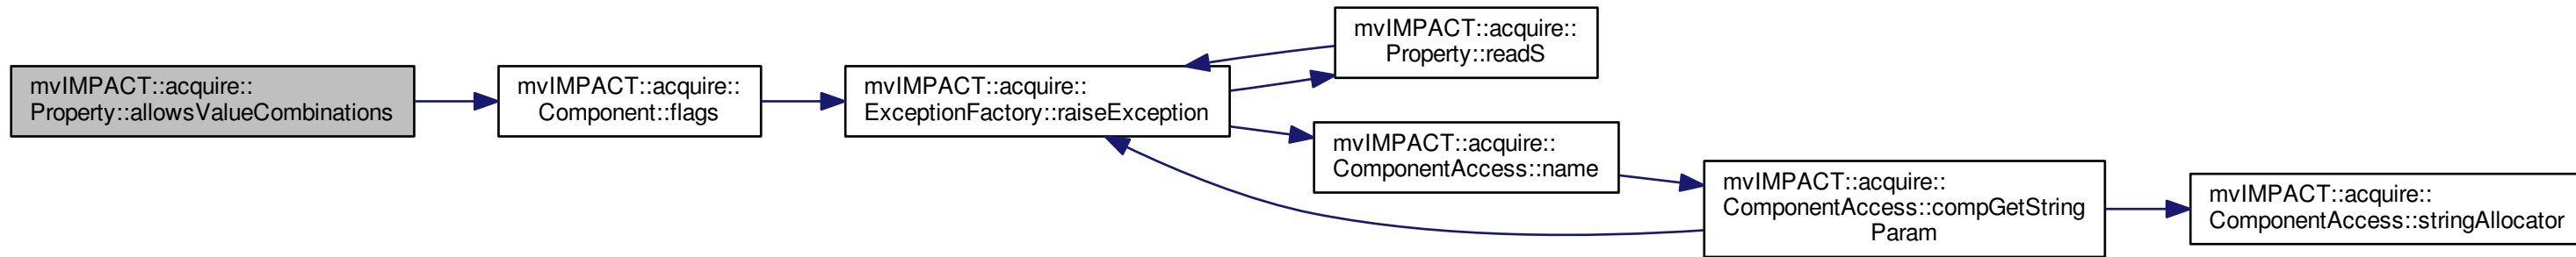 mvIMPACT::acquire::
Property::allowsValueCombinations
mvIMPACT::acquire::
Component::flags
mvIMPACT::acquire::
ExceptionFactory::raiseException
mvIMPACT::acquire::
Property::readS
mvIMPACT::acquire::
ComponentAccess::name
mvIMPACT::acquire::
ComponentAccess::compGetString
Param
mvIMPACT::acquire::
ComponentAccess::stringAllocator